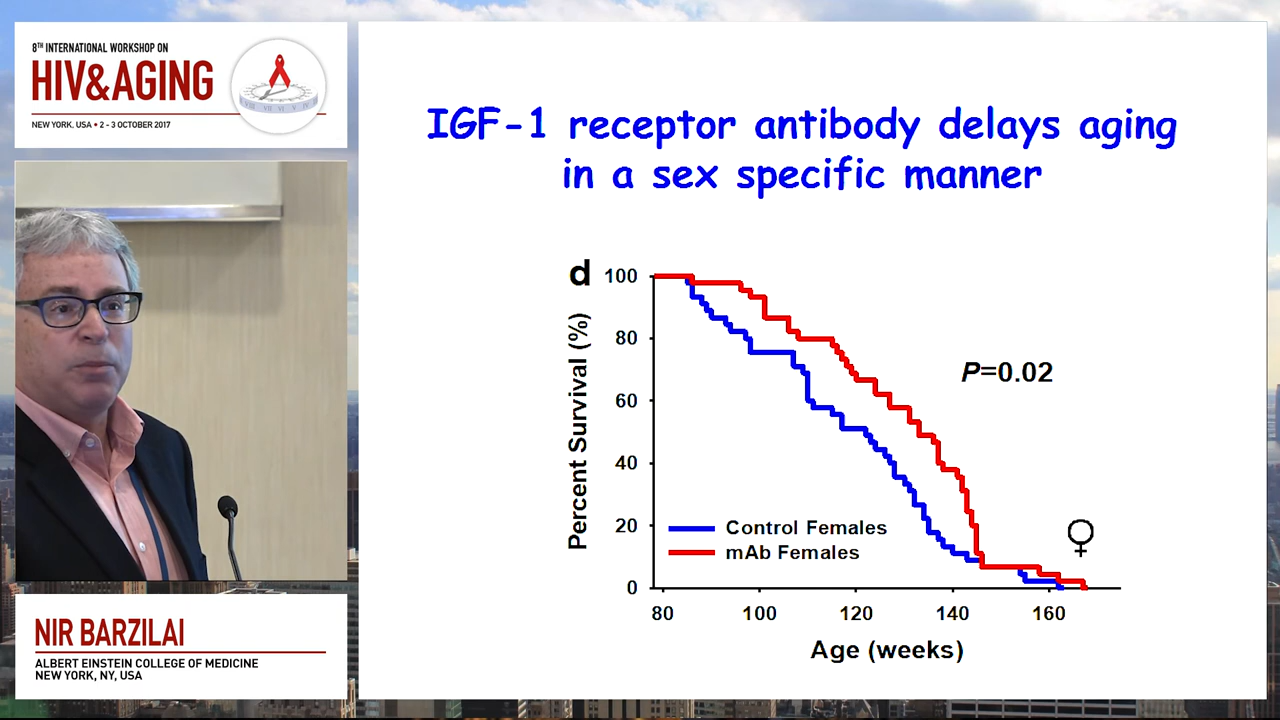 8TH INTERNATIONAL WORKSHOP ON
HIV&AGING
NEW YORK, USA • 2 - 3 OCTOBER 2017
IGF-1 receptor antibody delays aging
in a sex specific manner
d
100
80
60
40
20
0
Percent Survival (%)
P=0.02
Control Females
mAb Females
♀
80 100 120 140 160
Age (weeks)
NIR BARZILAI
ALBERT EINSTEIN COLLEGE OF MEDICINE
NEW YORK, NY, USA